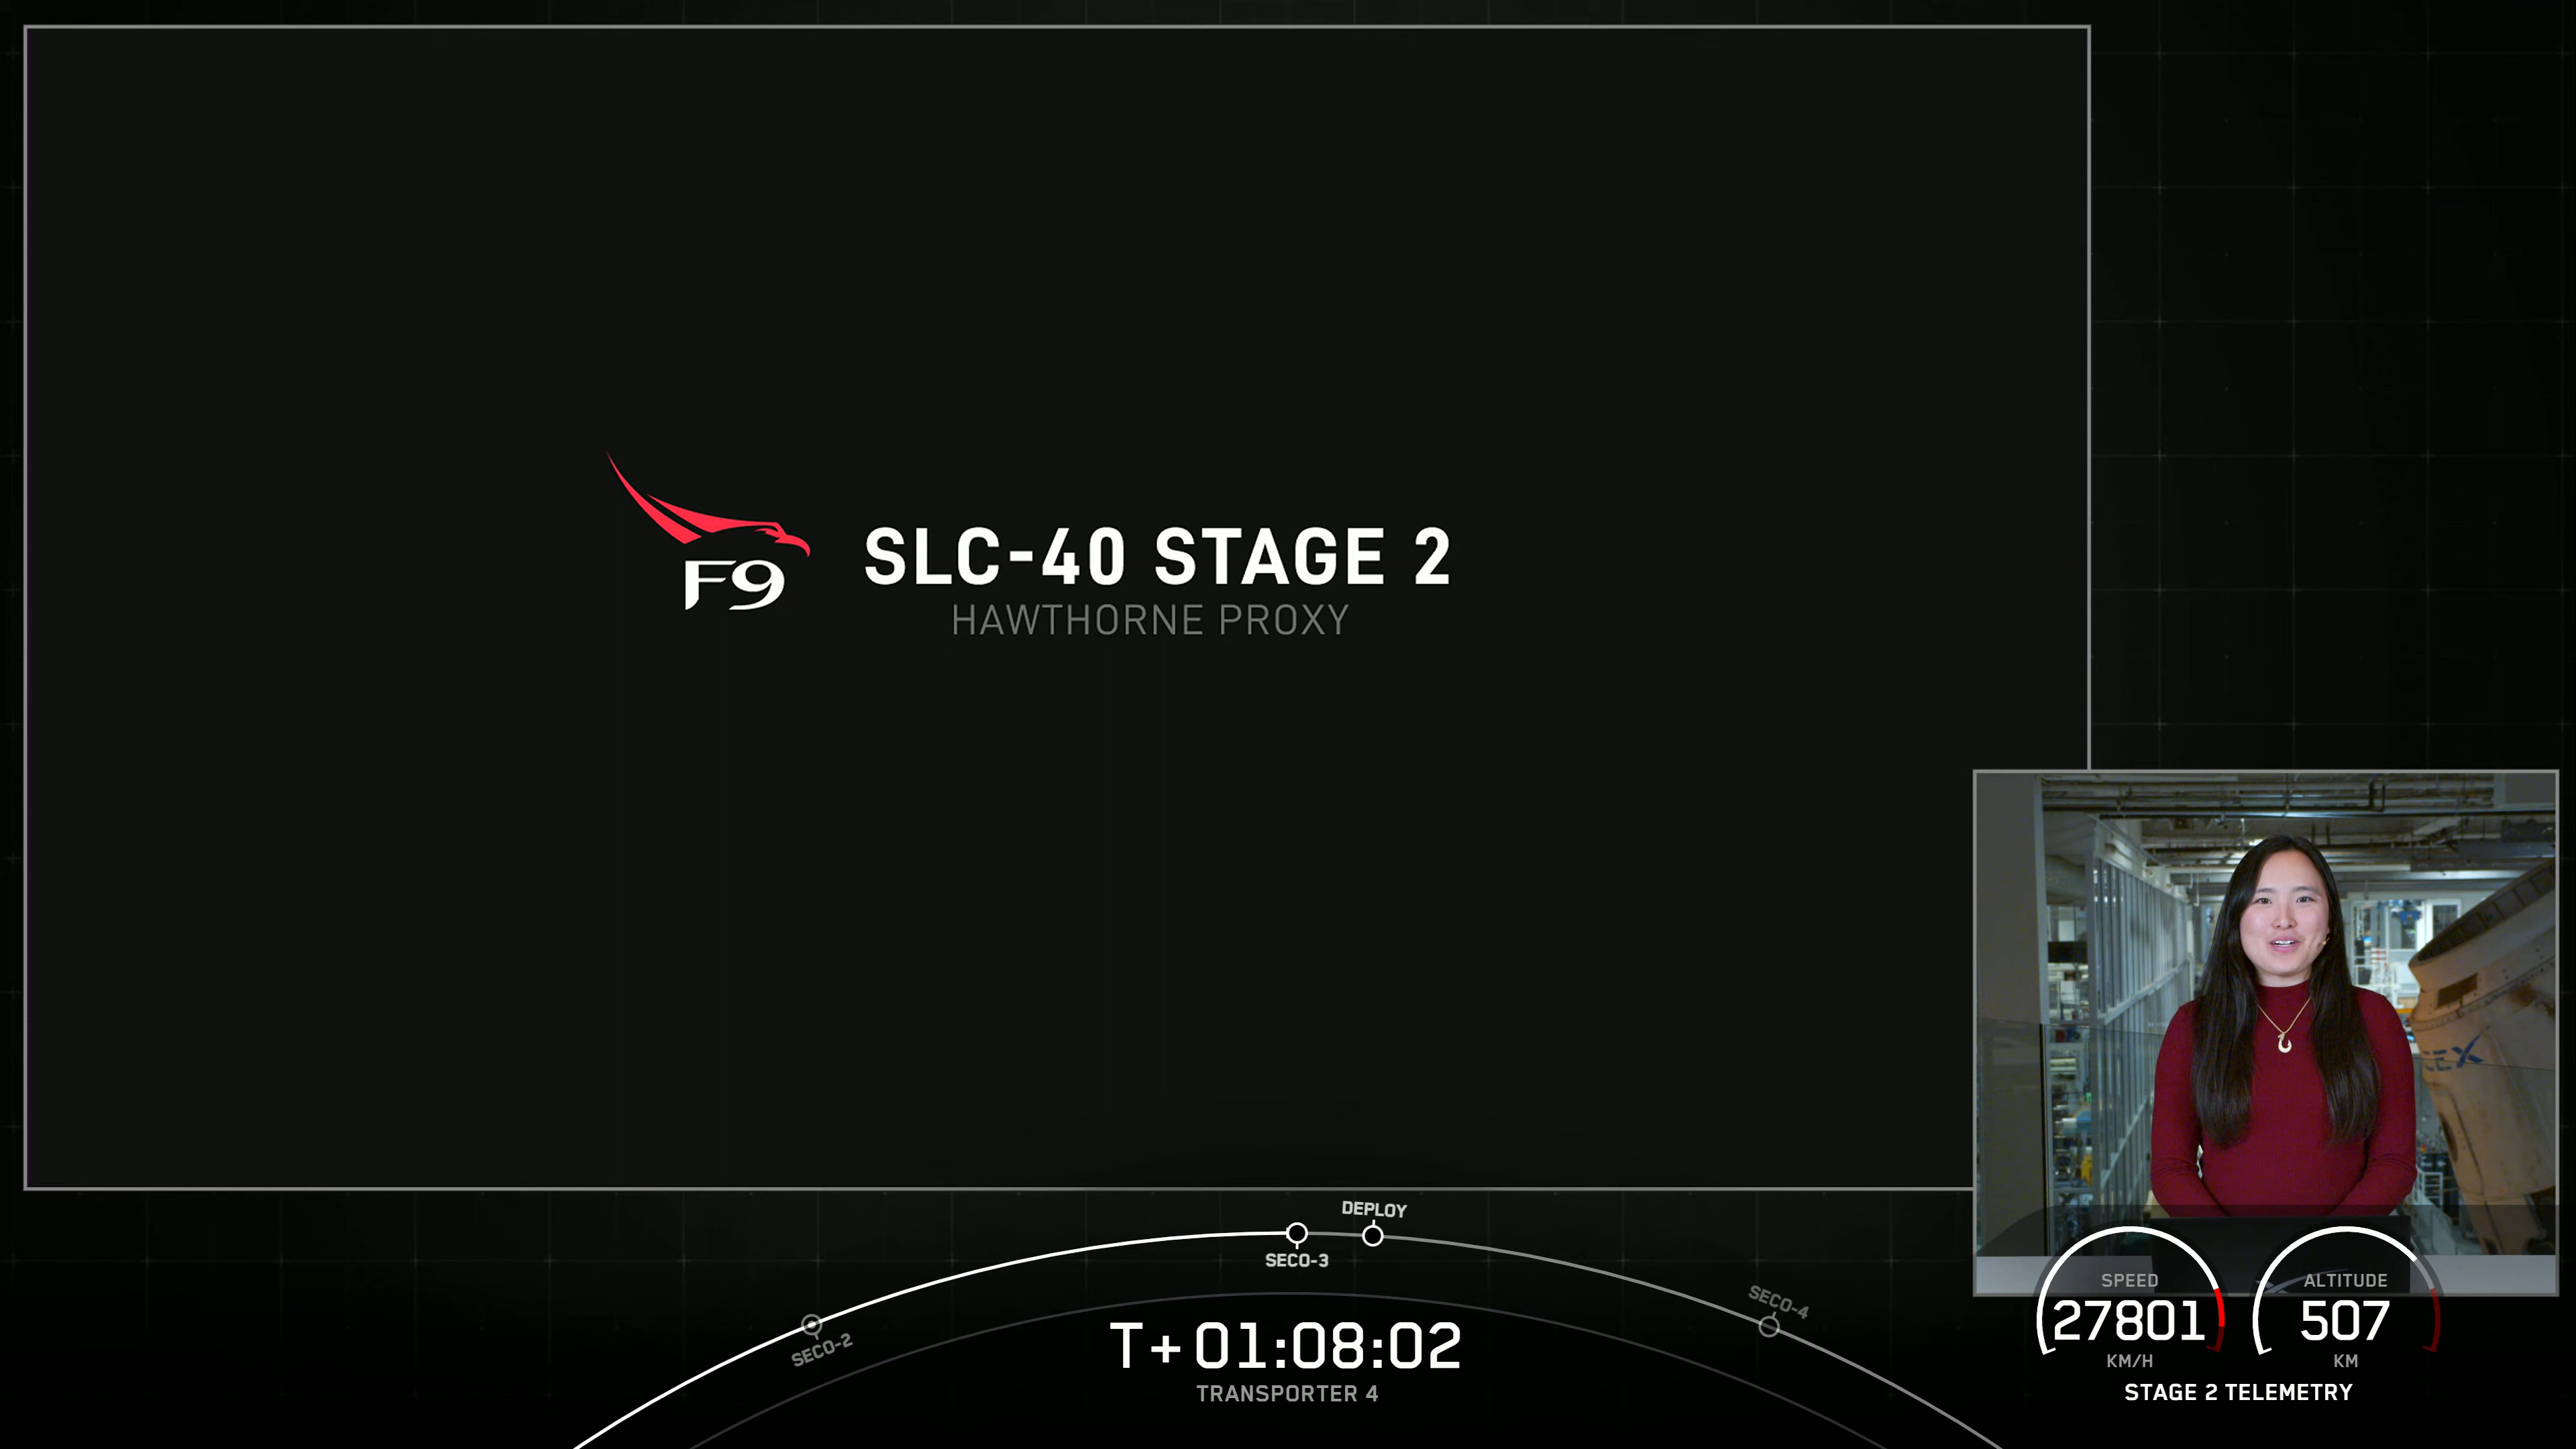 F9
SLC-40 STAGE 2
HAWTHORNE PROXY
EX
DEPLOY
SECO-3
SECO-2
SECO-4
T+01:08:02
TRANSPORTER 4
SPEED
27801
KM/H
ALTITUDE
507
KM
STAGE 2 TELEMETRY